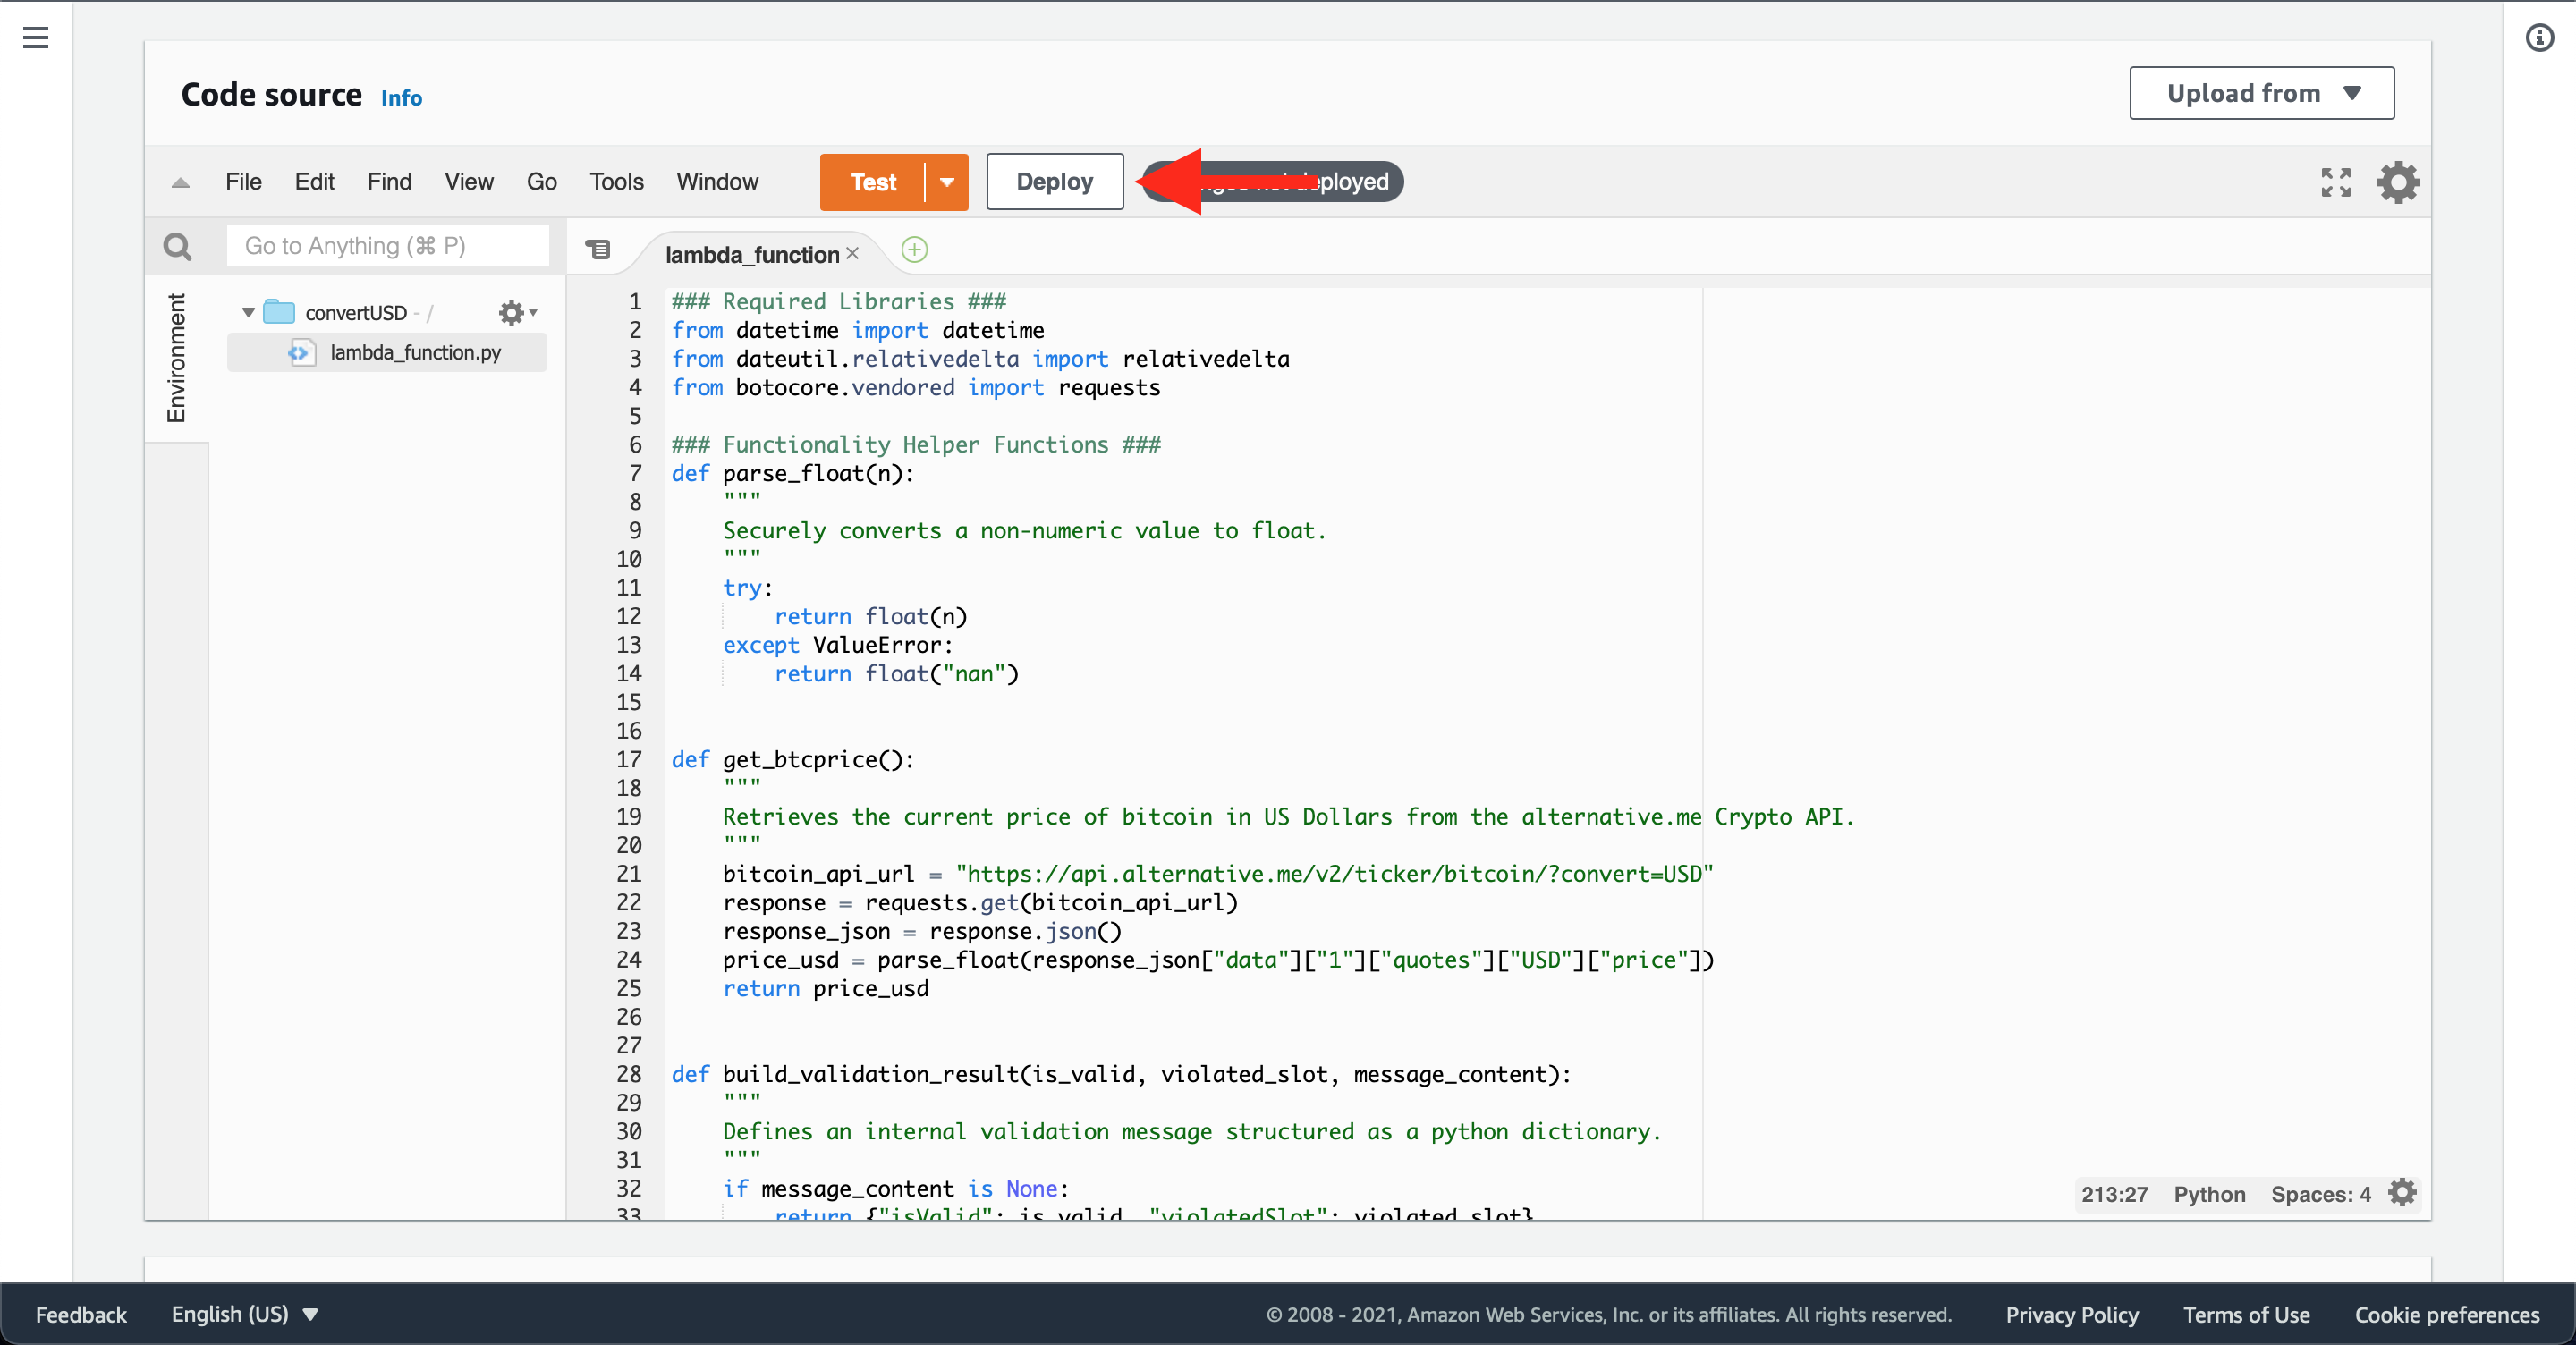 Code source Info
Upload from
File Edit Find View Go Tools Window Test Deploy deployed
Go to Anything (⌘ P)
lambda_function
Environment
convertUSD - /
lambda_function.py
1 ### Required Libraries ###
2 from datetime import datetime
3 from dateutil.relativedelta import relativedelta
4 from botocore.vendored import requests
5
6 ### Functionality Helper Functions ###
7 def parse_float(n):
8     """
9     Securely converts a non-numeric value to float.
10     """
11     try:
12         return float(n)
13     except ValueError:
14         return float("nan")
15
16
17 def get_btcprice():
18     """
19     Retrieves the current price of bitcoin in US Dollars from the alternative.me Crypto API.
20     """
21     bitcoin_api_url = "https://api.alternative.me/v2/ticker/bitcoin/?convert=USD"
22     response = requests.get(bitcoin_api_url)
23     response_json = response.json()
24     price_usd = parse_float(response_json["data"]["1"]["quotes"]["USD"]["price"])
25     return price_usd
26
27
28 def build_validation_result(is_valid, violated_slot, message_content):
29     """
30     Defines an internal validation message structured as a python dictionary.
31     """
32     if message_content is None:
33         return {"isValid": is_valid, "violatedSlot": violated_slot}
213:27 Python Spaces: 4
Feedback English (US) © 2008 - 2021, Amazon Web Services, Inc. or its affiliates. All rights reserved. Privacy Policy Terms of Use Cookie preferences